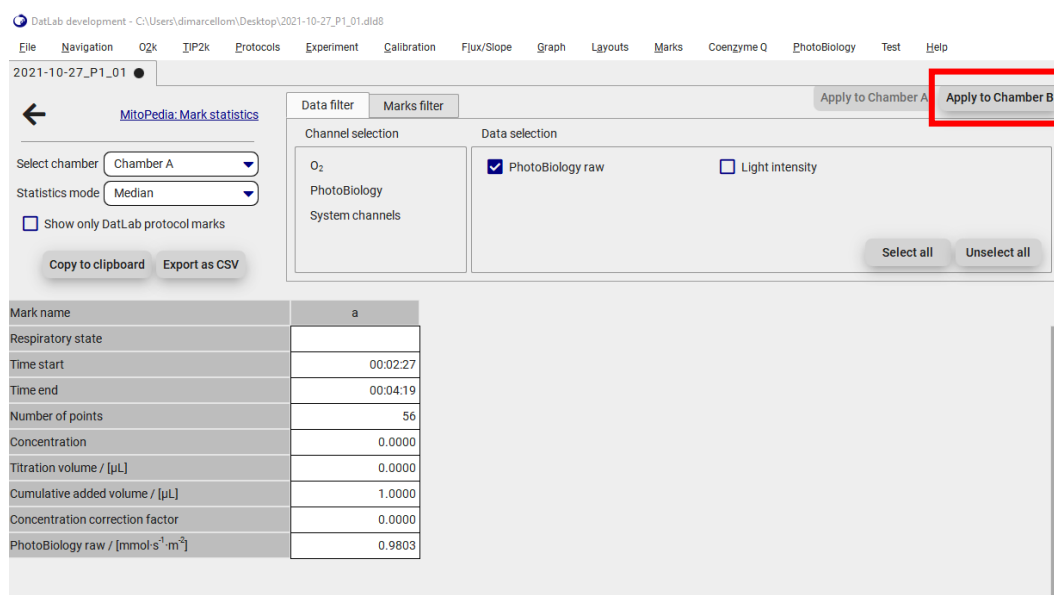 DatLab development - C:\Users\dimarcellom\Desktop\2021-10-27_P1_01.dld8
File Navigation O2k TIP2k Protocols Experiment Calibration Flux/Slope Graph Layouts Marks Coenzyme Q PhotoBiology Test Help
2021-10-27_P1_01
MitoPedia: Mark statistics
Select chamber Chamber A
Statistics mode Median
Show only DatLab protocol marks
Copy to clipboard Export as CSV
Data filter Marks filter
Apply to Chamber A Apply to Chamber B
Channel selection Data selection
O₂
PhotoBiology
System channels
PhotoBiology raw Light intensity
Select all Unselect all
Mark name a
Respiratory state
Time start 00:02:27
Time end 00:04:19
Number of points 56
Concentration 0.0000
Titration volume / [µL] 0.0000
Cumulative added volume / [µL] 1.0000
Concentration correction factor 0.0000
PhotoBiology raw / [mmol·s⁻¹·m⁻²] 0.9803